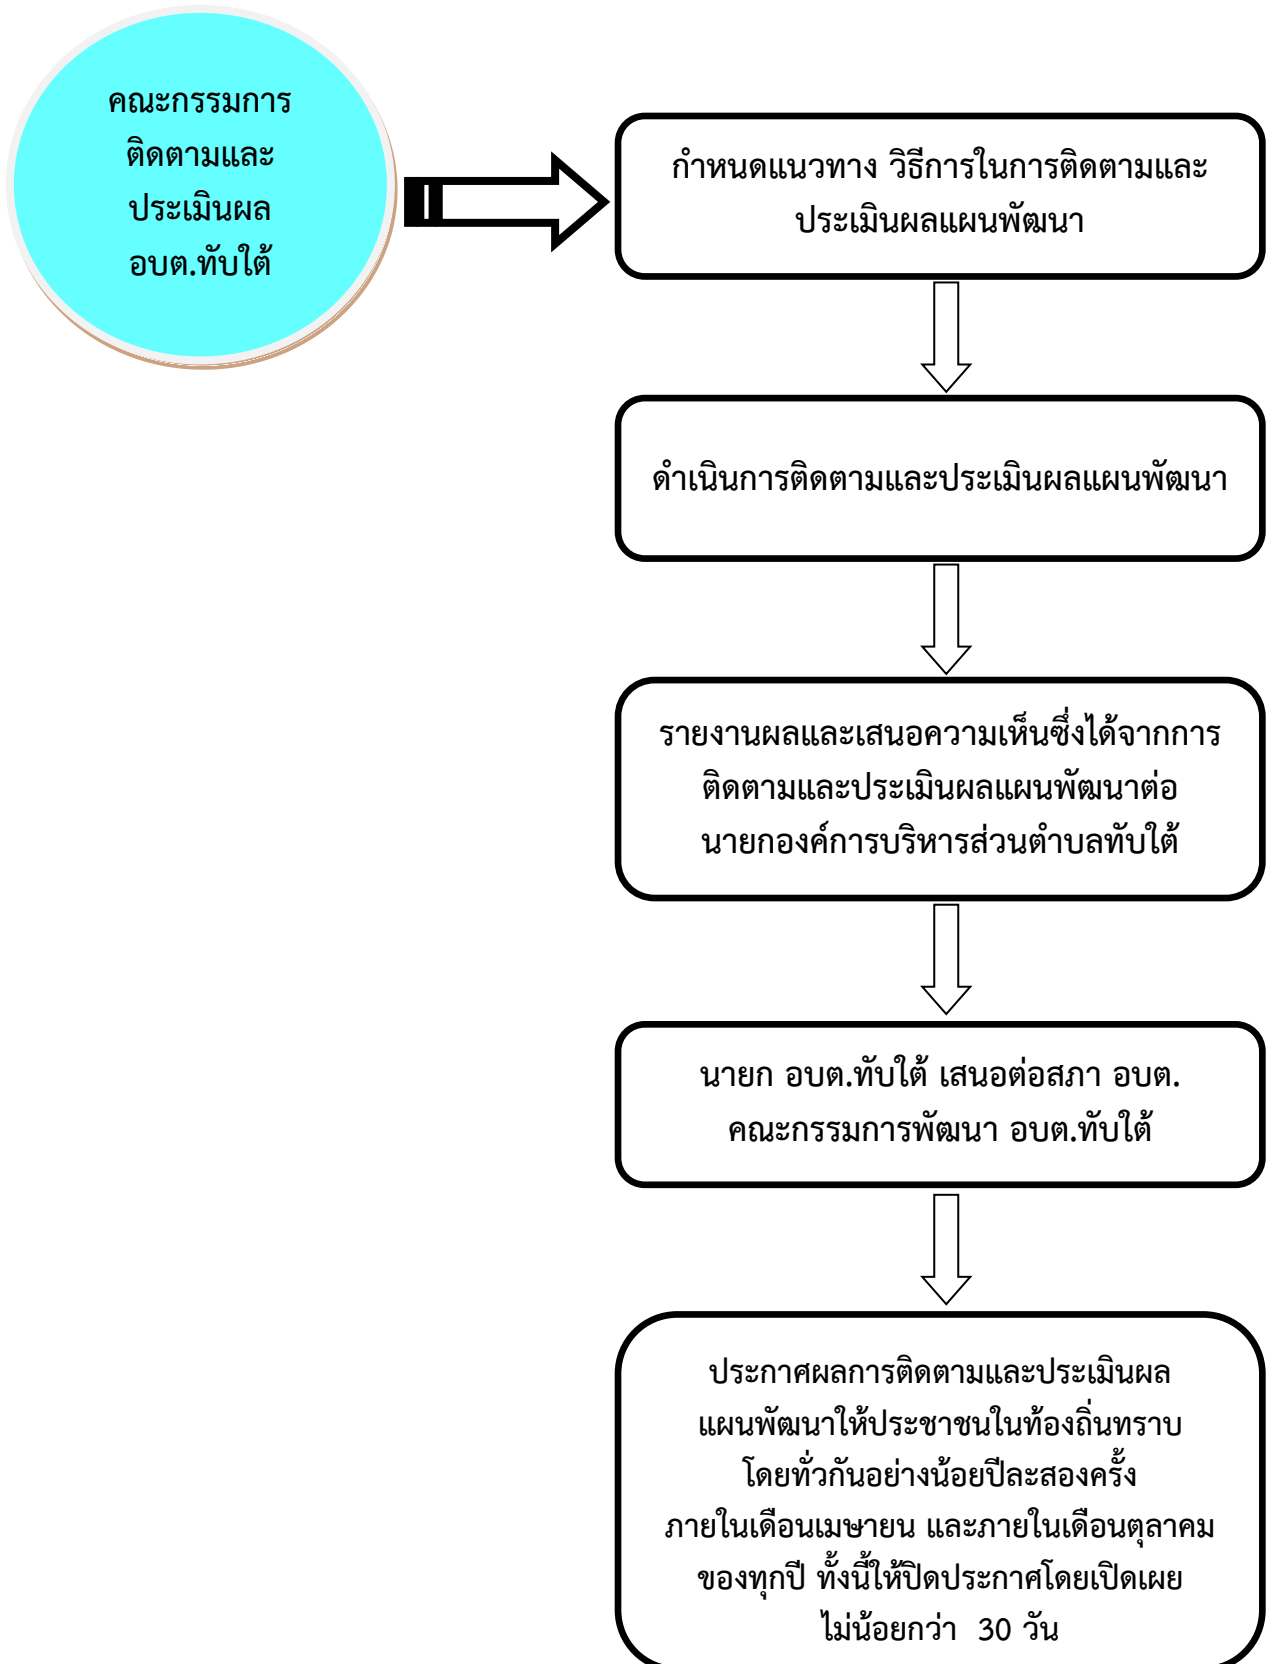 คณะกรรมการ
ติดตามและ
ประเมินผล
อบต.ทับใต้
กำหนดแนวทาง วิธีการในการติดตามและ
ประเมินผลแผนพัฒนา
ดำเนินการติดตามและประเมินผลแผนพัฒนา
รายงานผลและเสนอความเห็นซึ่งได้จากการ
ติดตามและประเมินผลแผนพัฒนาต่อ
นายกองค์การบริหารส่วนตำบลทับใต้
นายก อบต.ทับใต้ เสนอต่อสภา อบต.
คณะกรรมการพัฒนา อบต.ทับใต้
ประกาศผลการติดตามและประเมินผล
แผนพัฒนาให้ประชาชนในท้องถิ่นทราบ
โดยทั่วกันอย่างน้อยปีละสองครั้ง
ภายในเดือนเมษายน และภายในเดือนตุลาคม
ของทุกปี ทั้งนี้ให้ปิดประกาศโดยเปิดเผย
ไม่น้อยกว่า 30 วัน